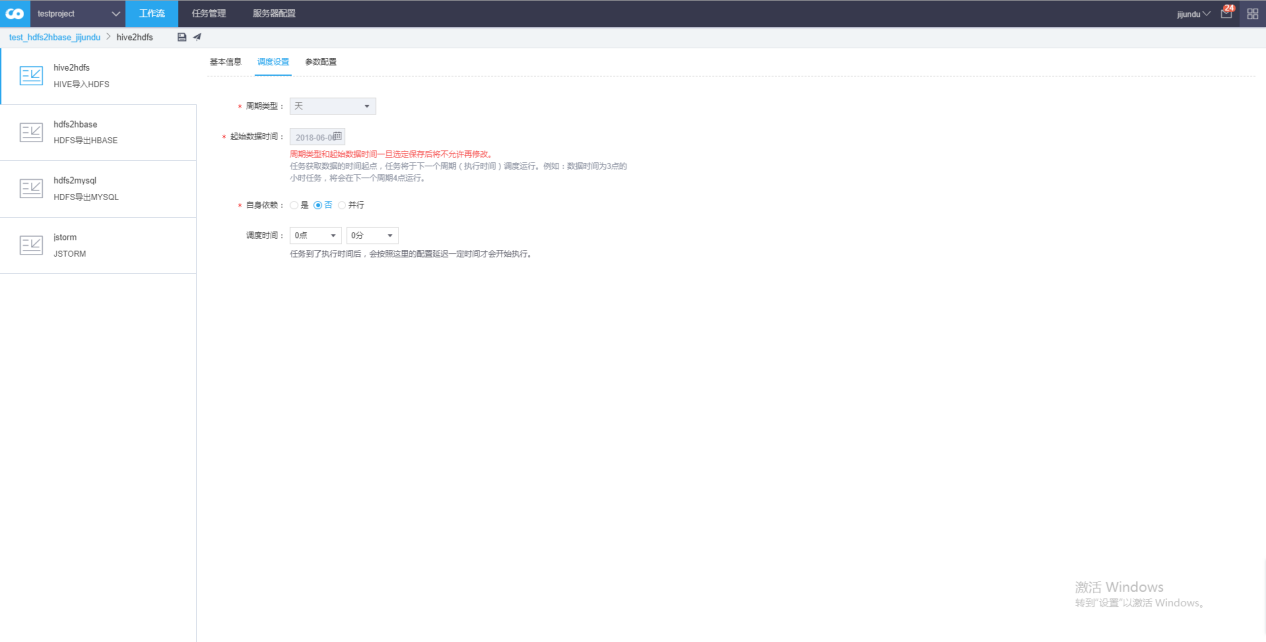 testproject
工作流
任务管理
服务器配置
jijundu
24
test_hdfs2hbase_jijundu > hive2hdfs
hive2hdfs
HIVE导入HDFS
hdfs2hbase
HDFS导出HBASE
hdfs2mysql
HDFS导出MYSQL
jstorm
JSTORM
基本信息
调度设置
参数配置
* 周期类型： 天
* 起始数据时间： 2018-06-06
周期类型和起始数据时间一旦选定保存后将不允许再修改。
任务获取数据的时间起点，任务将于下一个周期（执行时间）调度运行。例如：数据时间为3点的
小时任务，将会在下一个周期4点运行。
* 自身依赖： 是 否 并行
调度时间： 0点 0分
任务到了执行时间后，会按照这里的配置延迟一定时间才会开始执行。
激活 Windows
转到"设置"以激活 Windows。